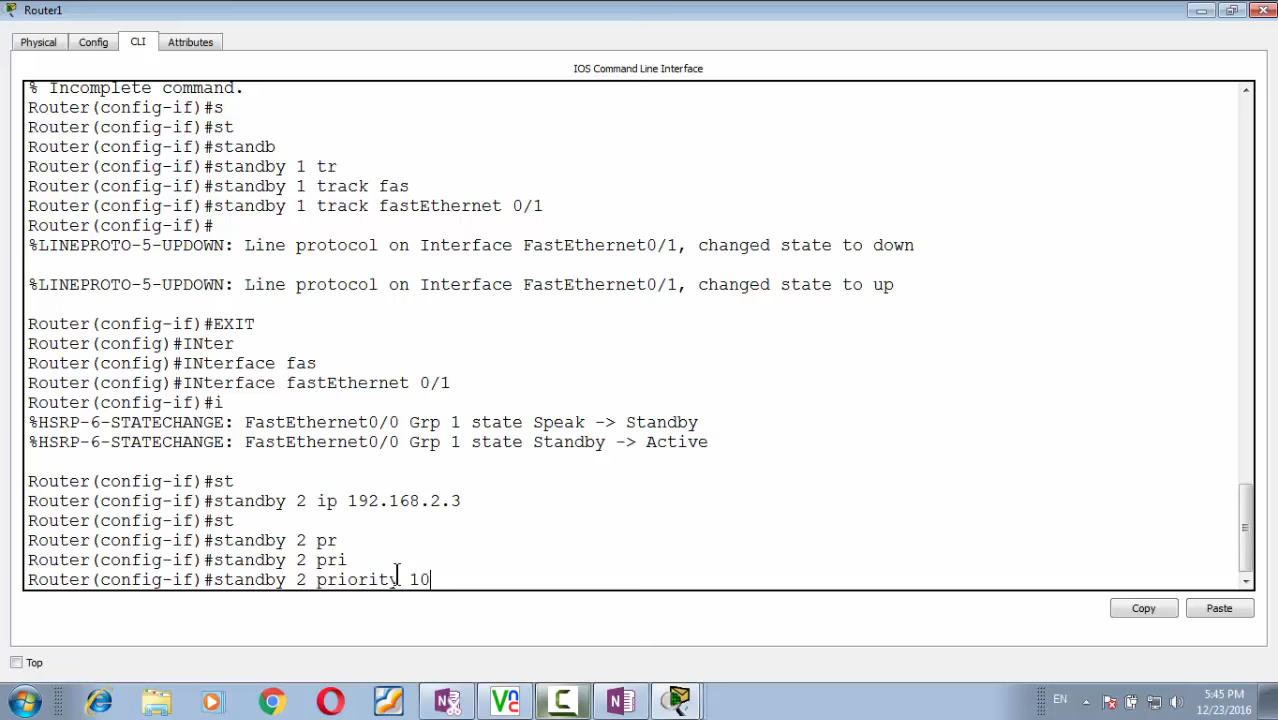 Router1
Physical Config CLI Attributes
IOS Command Line Interface
% Incomplete command.
Router(config-if)#s
Router(config-if)#st
Router(config-if)#standb
Router(config-if)#standby 1 tr
Router(config-if)#standby 1 track fas
Router(config-if)#standby 1 track fastEthernet 0/1
Router(config-if)#
%LINEPROTO-5-UPDOWN: Line protocol on Interface FastEthernet0/1, changed state to down
%LINEPROTO-5-UPDOWN: Line protocol on Interface FastEthernet0/1, changed state to up
Router(config-if)#EXIT
Router(config)#INter
Router(config)#INterface fas
Router(config)#INterface fastEthernet 0/1
Router(config-if)#i
%HSRP-6-STATECHANGE: FastEthernet0/0 Grp 1 state Speak -> Standby
%HSRP-6-STATECHANGE: FastEthernet0/0 Grp 1 state Standby -> Active
Router(config-if)#st
Router(config-if)#standby 2 ip 192.168.2.3
Router(config-if)#st
Router(config-if)#standby 2 pr
Router(config-if)#standby 2 pri
Router(config-if)#standby 2 priority 10
Copy Paste
Top
EN
5:45 PM
12/23/2016